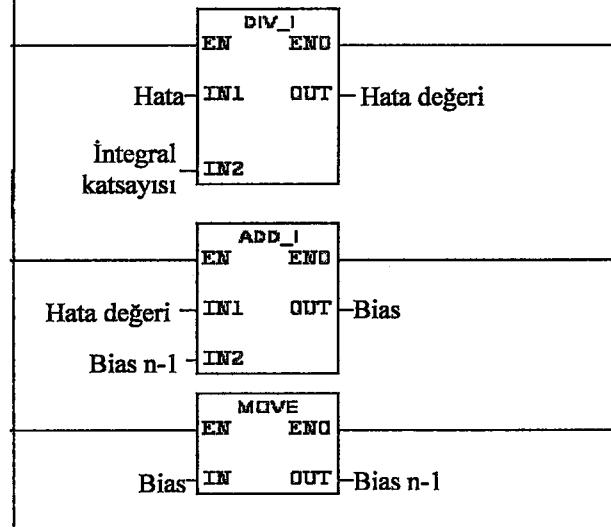 DIV_I
EN ENO
Hata IN1 OUT Hata değeri
İntegral
katsayısı IN2
ADD_I
EN ENO
Hata değeri IN1 OUT Bias
Bias n-1 IN2
MOVE
EN ENO
Bias IN OUT Bias n-1